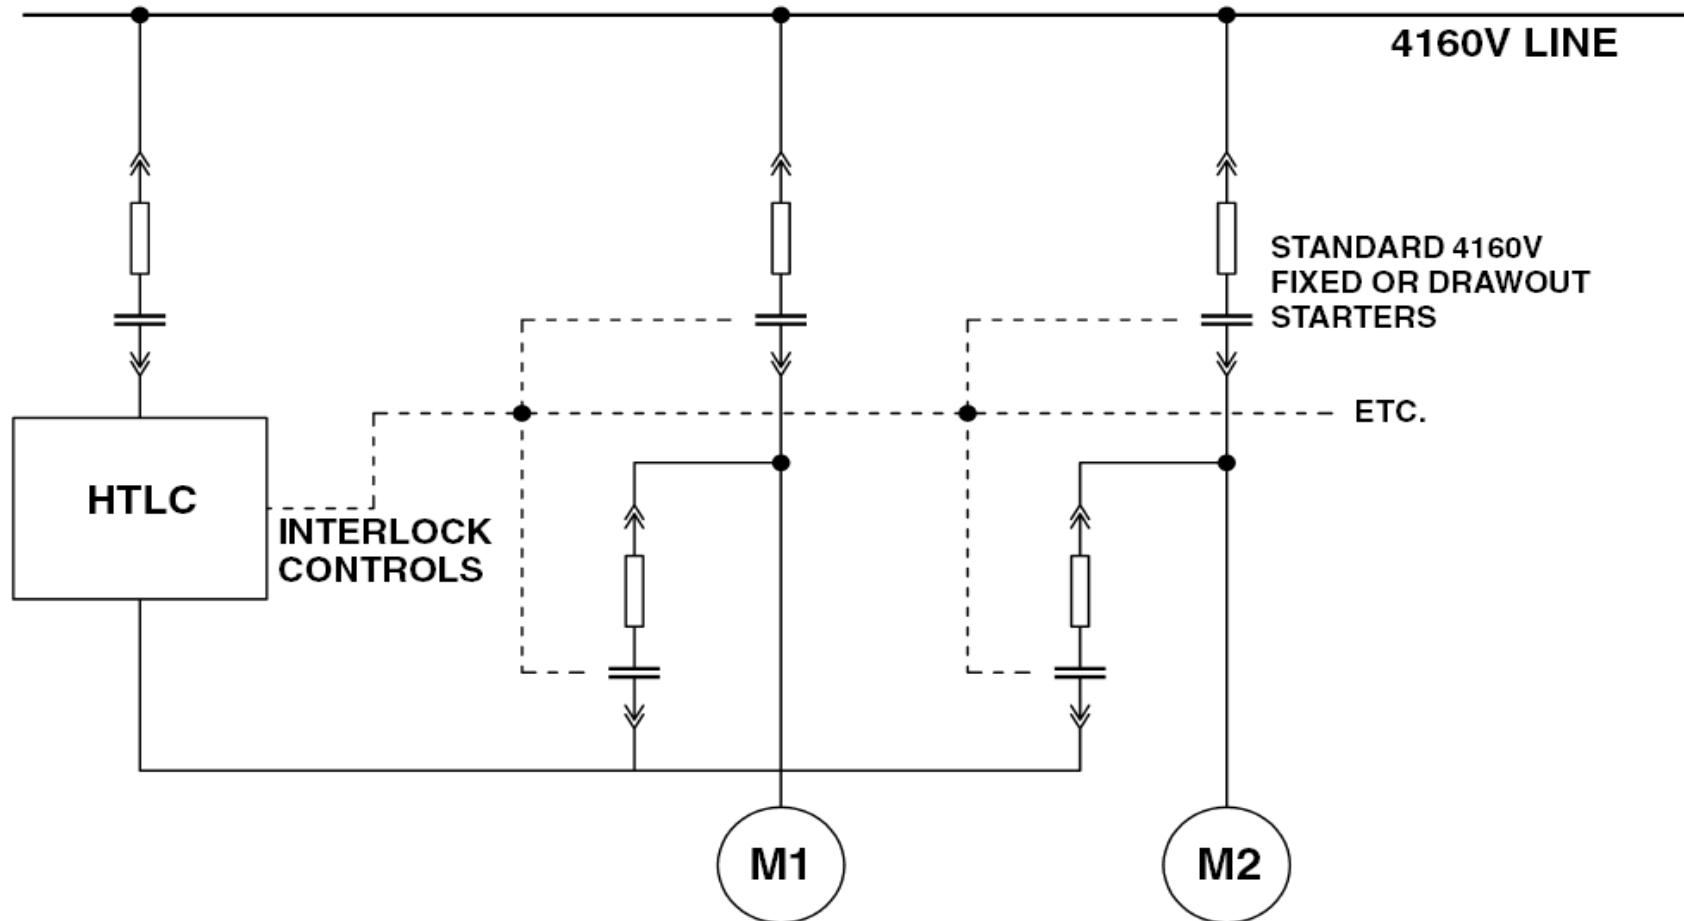 4160V LINE
STANDARD 4160V
FIXED OR DRAWOUT
STARTERS
ETC.
HTLC
INTERLOCK
CONTROLS
M1
M2